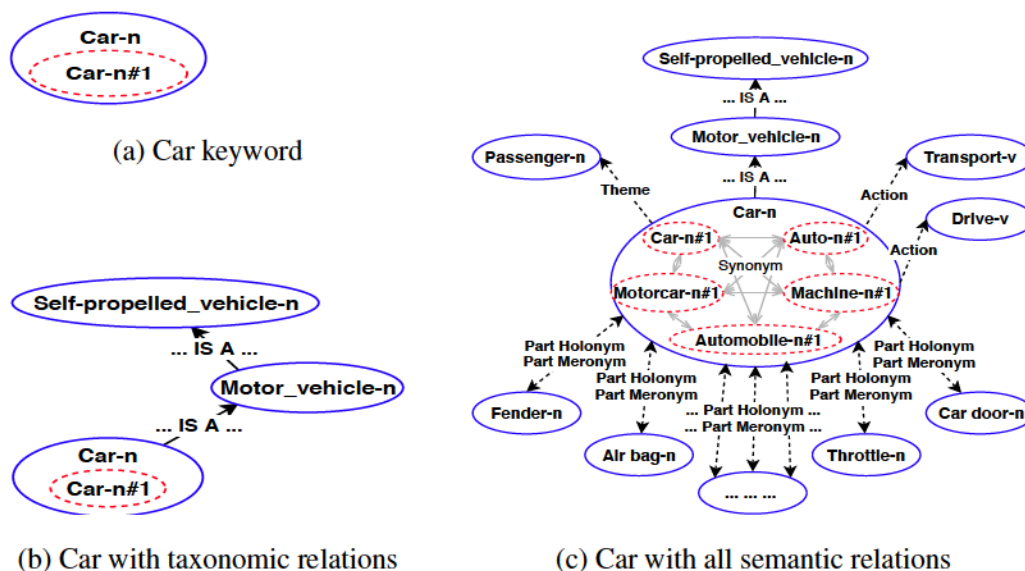 Car-n
Car-n#1
(a) Car keyword
Self-propelled_vehicle-n
... IS A ...
Motor_vehicle-n
... IS A ...
Car-n
Car-n#1
(b) Car with taxonomic relations
Self-propelled_vehicle-n
... IS A ...
Motor_vehicle-n
Passenger-n
Transport-v
... IS A ...
Theme
Action
Car-n
Drive-v
Car-n#1
Auto-n#1
Action
Synonym
Motorcar-n#1
Machine-n#1
Automobile-n#1
Part Holonym
Part Meronym
Part Holonym
Part Meronym
Part Holonym
Part Meronym
Part Holonym
Part Meronym
Fender-n
... Part Holonym ...
... Part Meronym ...
Car door-n
Air bag-n
Throttle-n
... ... ...
(c) Car with all semantic relations